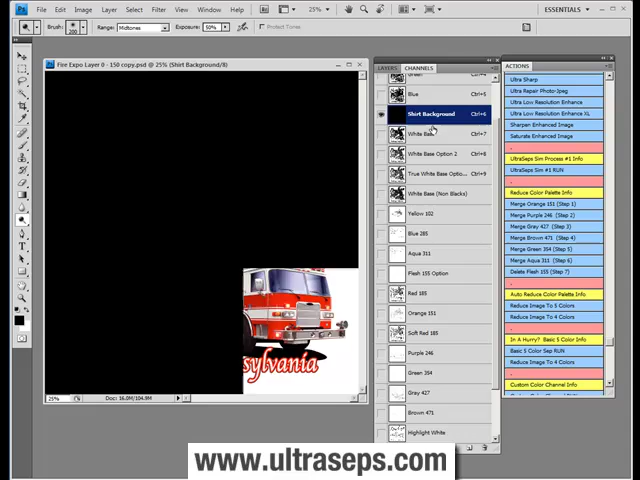 Ps File Edit Image Layer Select Filter View Window Help 25% ESSENTIALS
Brush: 200 Range: Midtones Exposure: 50% Protect Tones
Fire Expo Layer 0 - 150 copy.psd @ 25% (Shirt Background/8)
sylvania
25% Doc: 16.0M/104.9M
LAYERS CHANNELS
Green Ctrl+4
Blue Ctrl+5
Shirt Background Ctrl+6
White Base Ctrl+7
White Base Option 2 Ctrl+8
True White Base Optio... Ctrl+9
White Base (Non Blacks)
Yellow 102
Blue 285
Aqua 311
Flesh 155 Option
Red 185
Orange 151
Soft Red 185
Purple 246
Green 354
Gray 427
Brown 471
Highlight White
ACTIONS
Ultra Sharp
Ultra Repair Photo-Jpeg
Ultra Low Resolution Enhance
Ultra Low Resolution Enhance XL
Sharpen Enhanced Image
Saturate Enhanced Image
.
UltraSeps Sim Process #1 Info
UltraSeps Sim #1 RUN
.
Reduce Color Palette Info
Merge Orange 151 (Step 1)
Merge Purple 246 (Step 2)
Merge Gray 427 (Step 3)
Merge Brown 471 (Step 4)
Merge Aqua 311 (Step 6)
Delete Flesh 155 (Step 7)
.
Auto Reduce Color Palette Info
Reduce Image To 5 Colors
Reduce Image To 4 Colors
.
In A Hurry? Basic 5 Color Info
Basic 5 Color Sep RUN
Reduce Image To 4 Colors
.
Custom Color Channel Info
Custom Color Channel 1
www.ultraseps.com